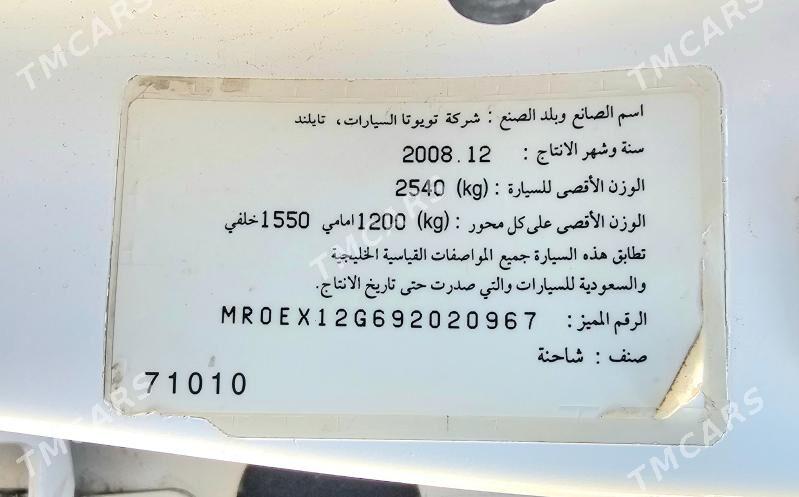 اسم الصانع وبلد الصنع : شركة تويوتا السيارات، تايلند
سنة وشهر الانتاج : 2008.12
الوزن الأقصى للسيارة : (kg) 2540
الوزن الأقصى على كل محور : (kg) 1200 امامي 1550 خلفي
تطابق هذه السيارة جميع المواصفات القياسية الخليجية
والسعودية للسيارات والتي صدرت حتى تاريخ الانتاج.
الرقم المميز : MR0EX12G692020967
صنف : شاحنة
71010
TMCARS
TMCARS
TMCARS
TMCARS
TMCARS